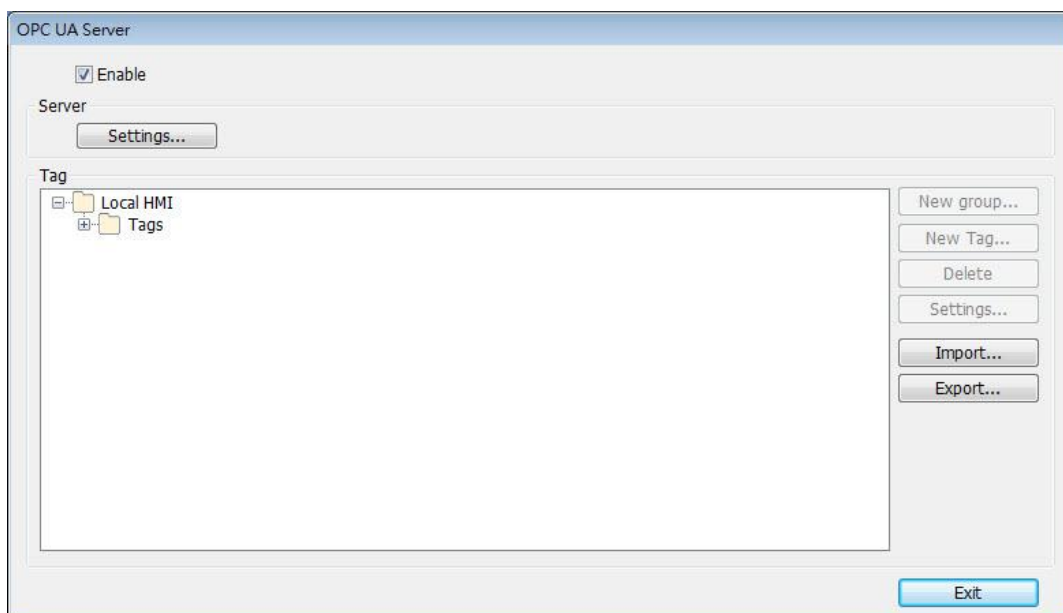 OPC UA Server
Enable
Server
Settings...
Tag
Local HMI
Tags
New group...
New Tag...
Delete
Settings...
Import...
Export...
Exit